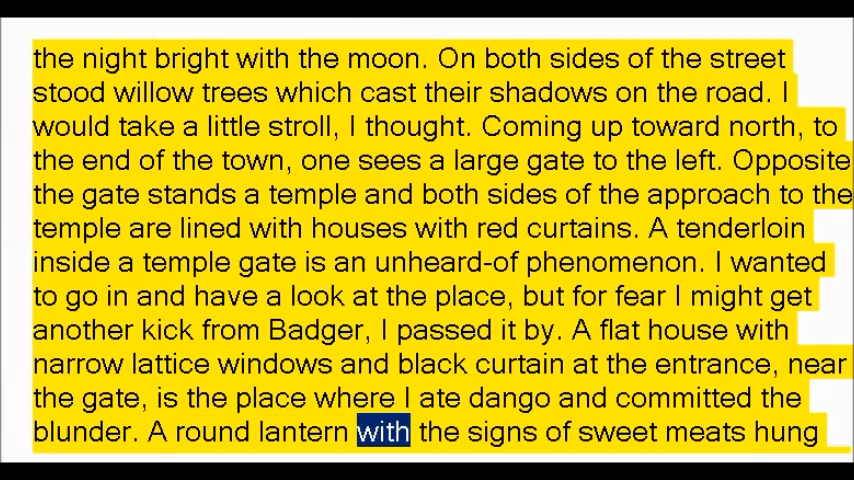 the night bright with the moon. On both sides of the street
stood willow trees which cast their shadows on the road. I
would take a little stroll, I thought. Coming up toward north, to
the end of the town, one sees a large gate to the left. Opposite
the gate stands a temple and both sides of the approach to the
temple are lined with houses with red curtains. A tenderloin
inside a temple gate is an unheard-of phenomenon. I wanted
to go in and have a look at the place, but for fear I might get
another kick from Badger, I passed it by. A flat house with
narrow lattice windows and black curtain at the entrance, near
the gate, is the place where I ate dango and committed the
blunder. A round lantern with the signs of sweet meats hung